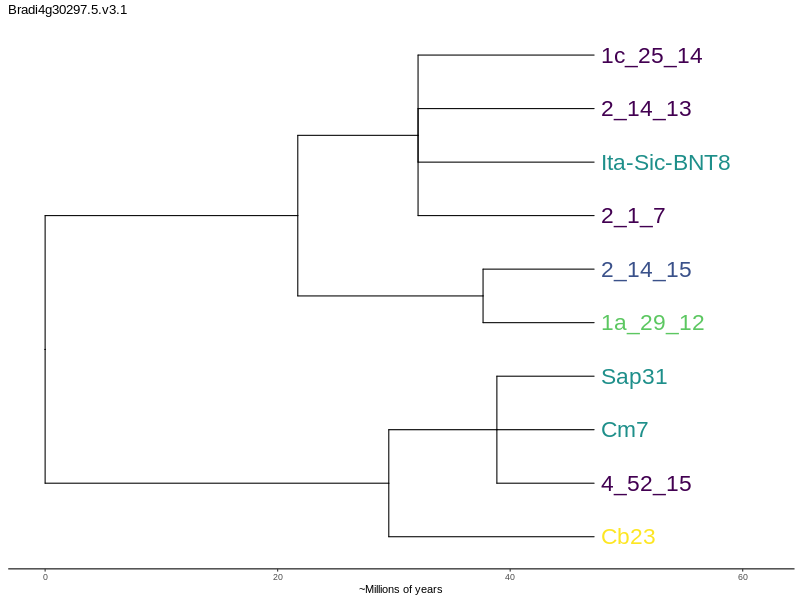 Bradi4g30297.5.v3.1
1c_25_14
2_14_13
Ita-Sic-BNT8
2_1_7
2_14_15
1a_29_12
Sap31
Cm7
4_52_15
Cb23
0 20 40 60
~Millions of years